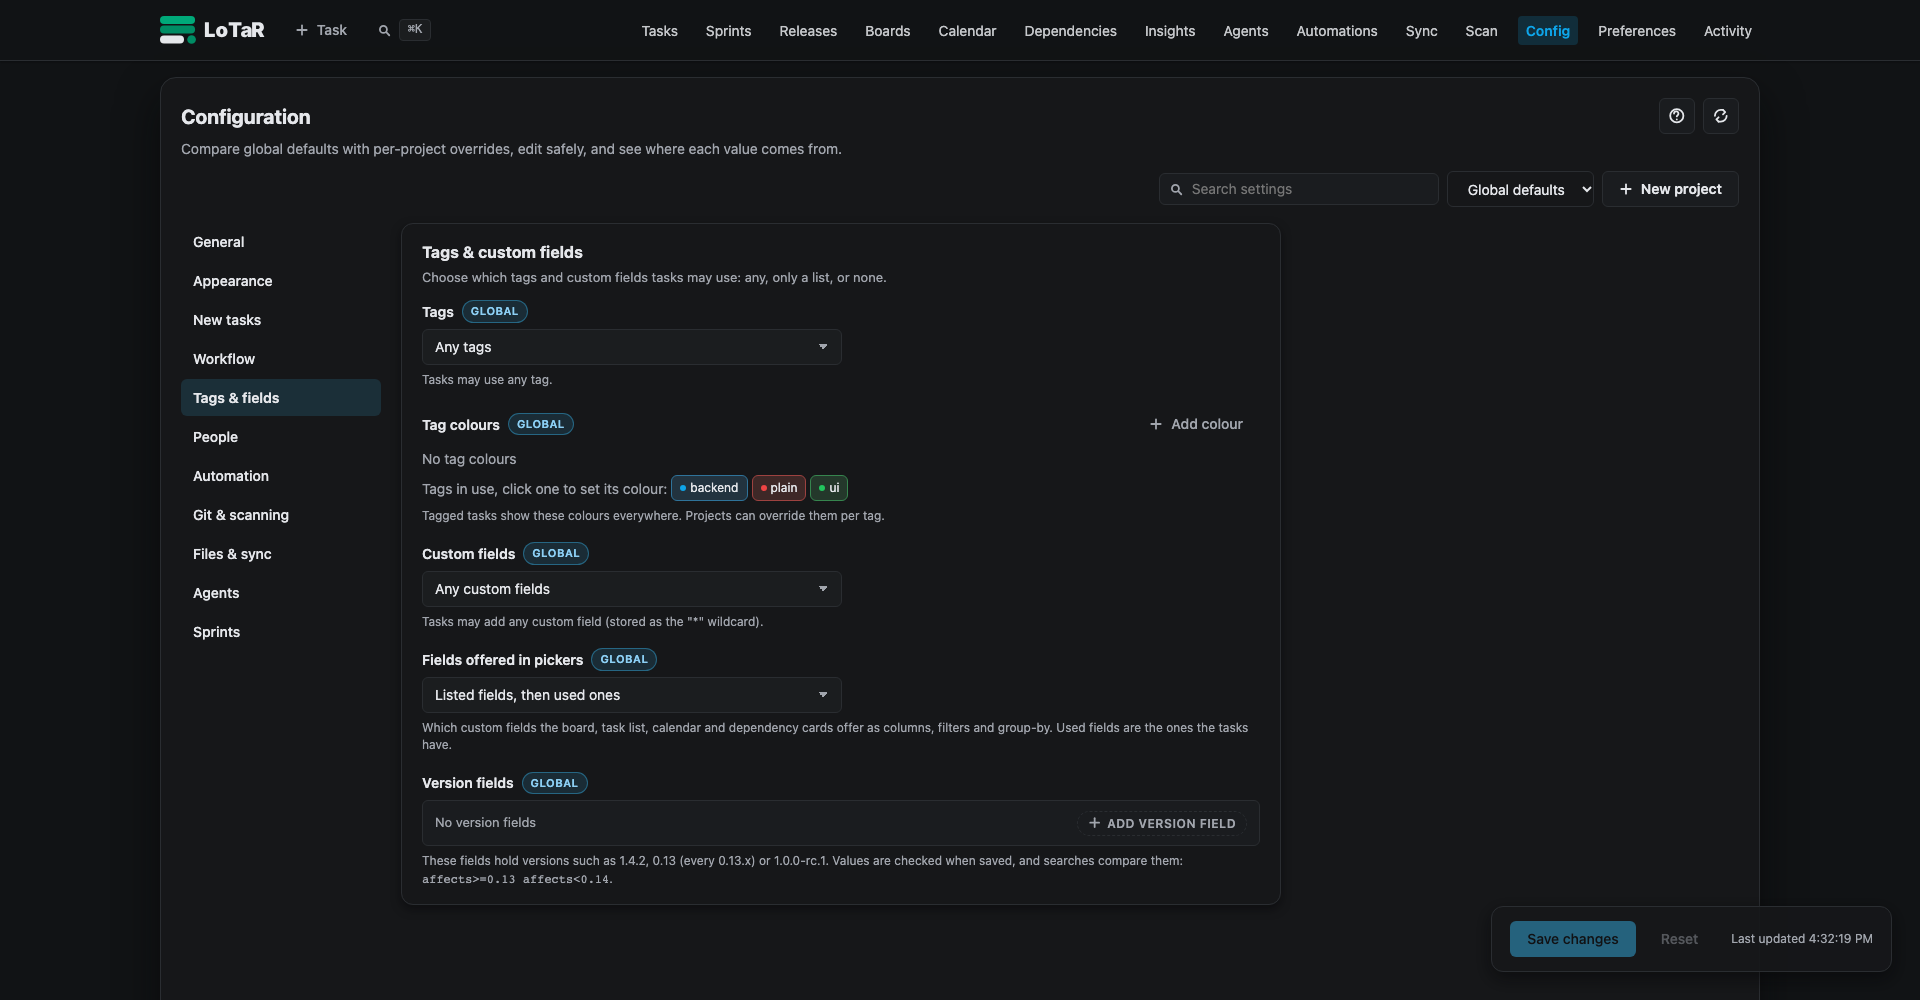 LoTaR
Task
⌘K
Tasks
Sprints
Releases
Boards
Calendar
Dependencies
Insights
Agents
Automations
Sync
Scan
Config
Preferences
Activity
Configuration
Compare global defaults with per-project overrides, edit safely, and see where each value comes from.
Search settings
Global defaults
New project
General
Appearance
New tasks
Workflow
Tags & fields
People
Automation
Git & scanning
Files & sync
Agents
Sprints
Tags & custom fields
Choose which tags and custom fields tasks may use: any, only a list, or none.
Tags GLOBAL
Any tags
Tasks may use any tag.
Tag colours GLOBAL
Add colour
No tag colours
Tags in use, click one to set its colour: backend plain ui
Tagged tasks show these colours everywhere. Projects can override them per tag.
Custom fields GLOBAL
Any custom fields
Tasks may add any custom field (stored as the "*" wildcard).
Fields offered in pickers GLOBAL
Listed fields, then used ones
Which custom fields the board, task list, calendar and dependency cards offer as columns, filters and group-by. Used fields are the ones the tasks
have.
Version fields GLOBAL
No version fields
ADD VERSION FIELD
These fields hold versions such as 1.4.2, 0.13 (every 0.13.x) or 1.0.0-rc.1. Values are checked when saved, and searches compare them:
affects>=0.13 affects<0.14.
Save changes
Reset
Last updated 4:32:19 PM